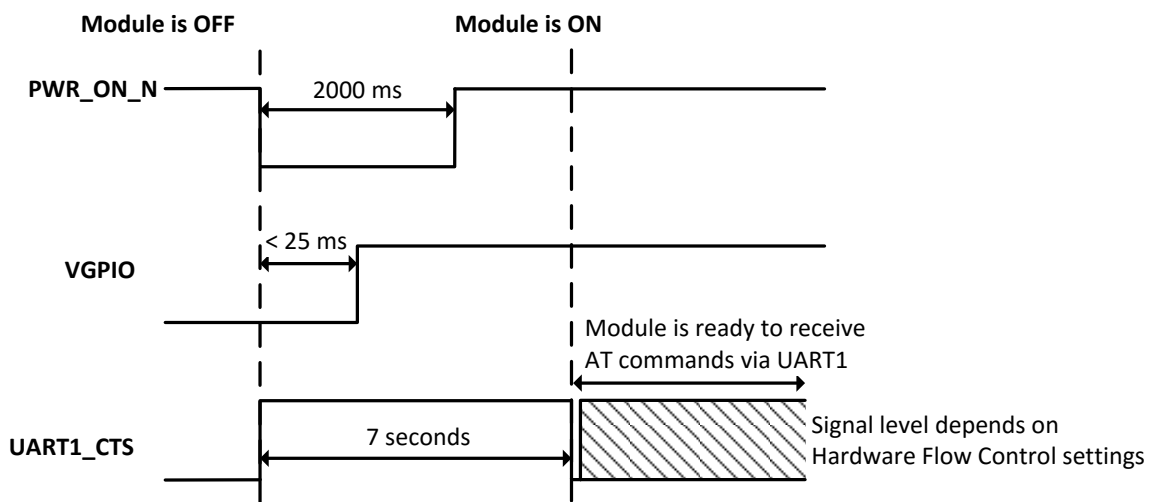 Module is OFF
Module is ON
PWR_ON_N
2000 ms
< 25 ms
VGPIO
Module is ready to receive
AT commands via UART1
UART1_CTS
7 seconds
Signal level depends on
Hardware Flow Control settings